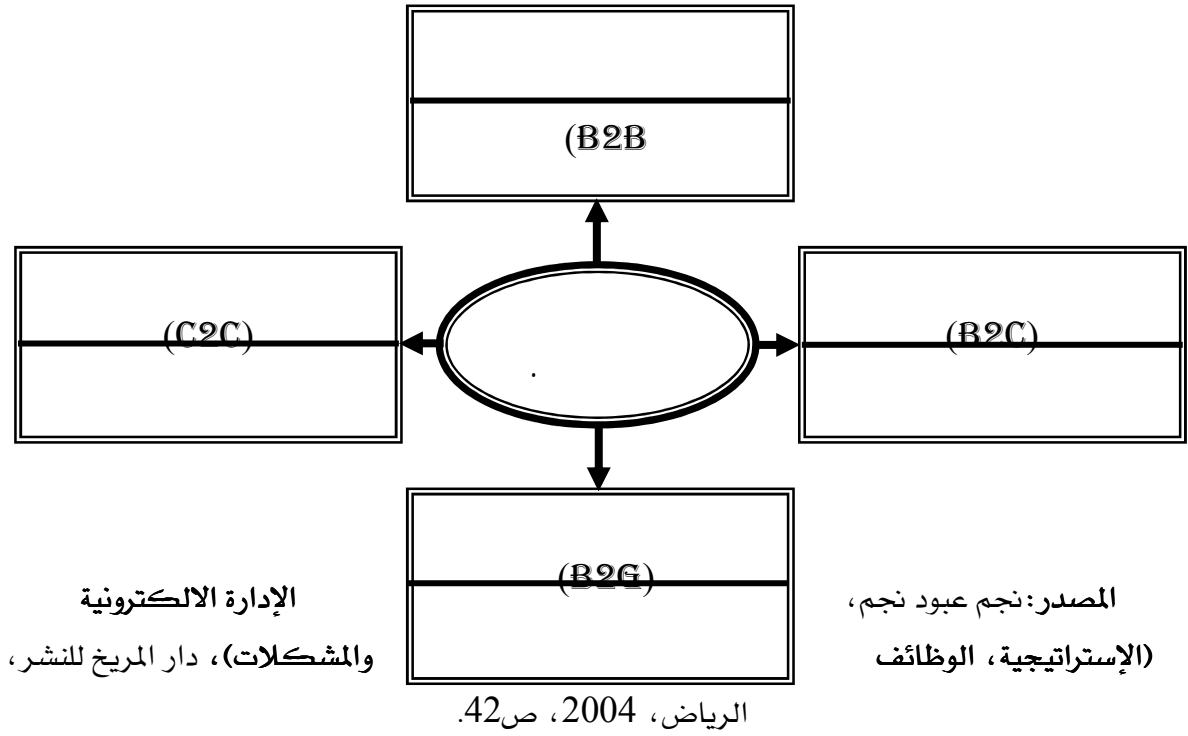 (B2B
(C2C)
(B2C)
(B2G)
المصدر:نجم عبود نجم، الإدارة الالكترونية
(الإستراتيجية، الوظائف والمشكلات)، دار المريخ للنشر،
الرياض، 2004، ص42.